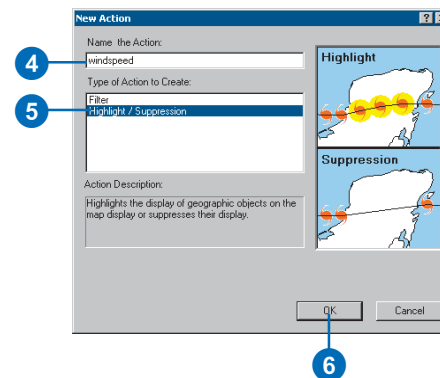 New Action
Name the Action:
4
windspeed
Type of Action to Create:
Filter
5
Highlight / Suppression
Action Description:
Highlights the display of geographic objects on the
map display or suppresses their display.
Highlight
Suppression
OK
Cancel
6